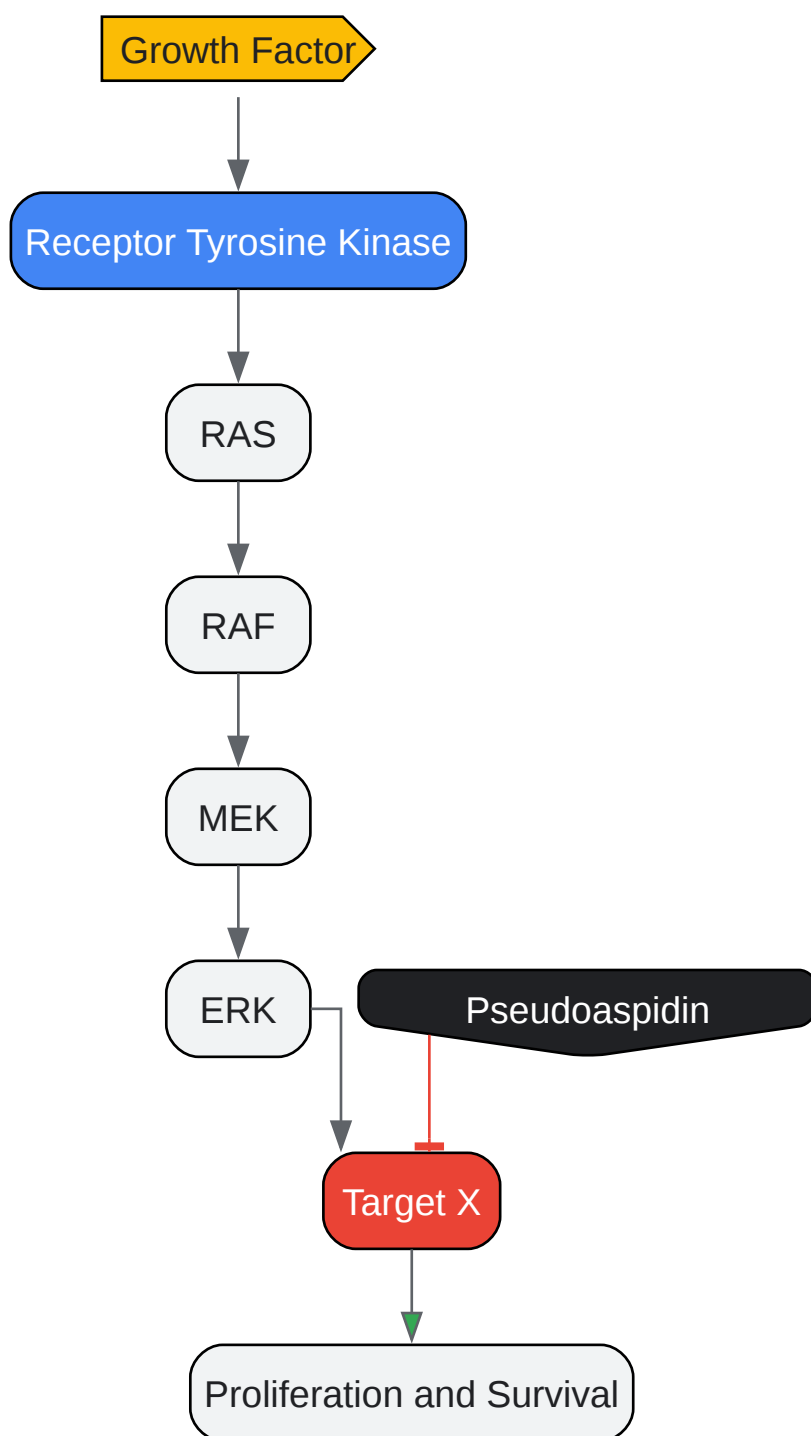 Growth Factor
Receptor Tyrosine Kinase
RAS
RAF
MEK
ERK
Pseudoaspidin
Target X
Proliferation and Survival